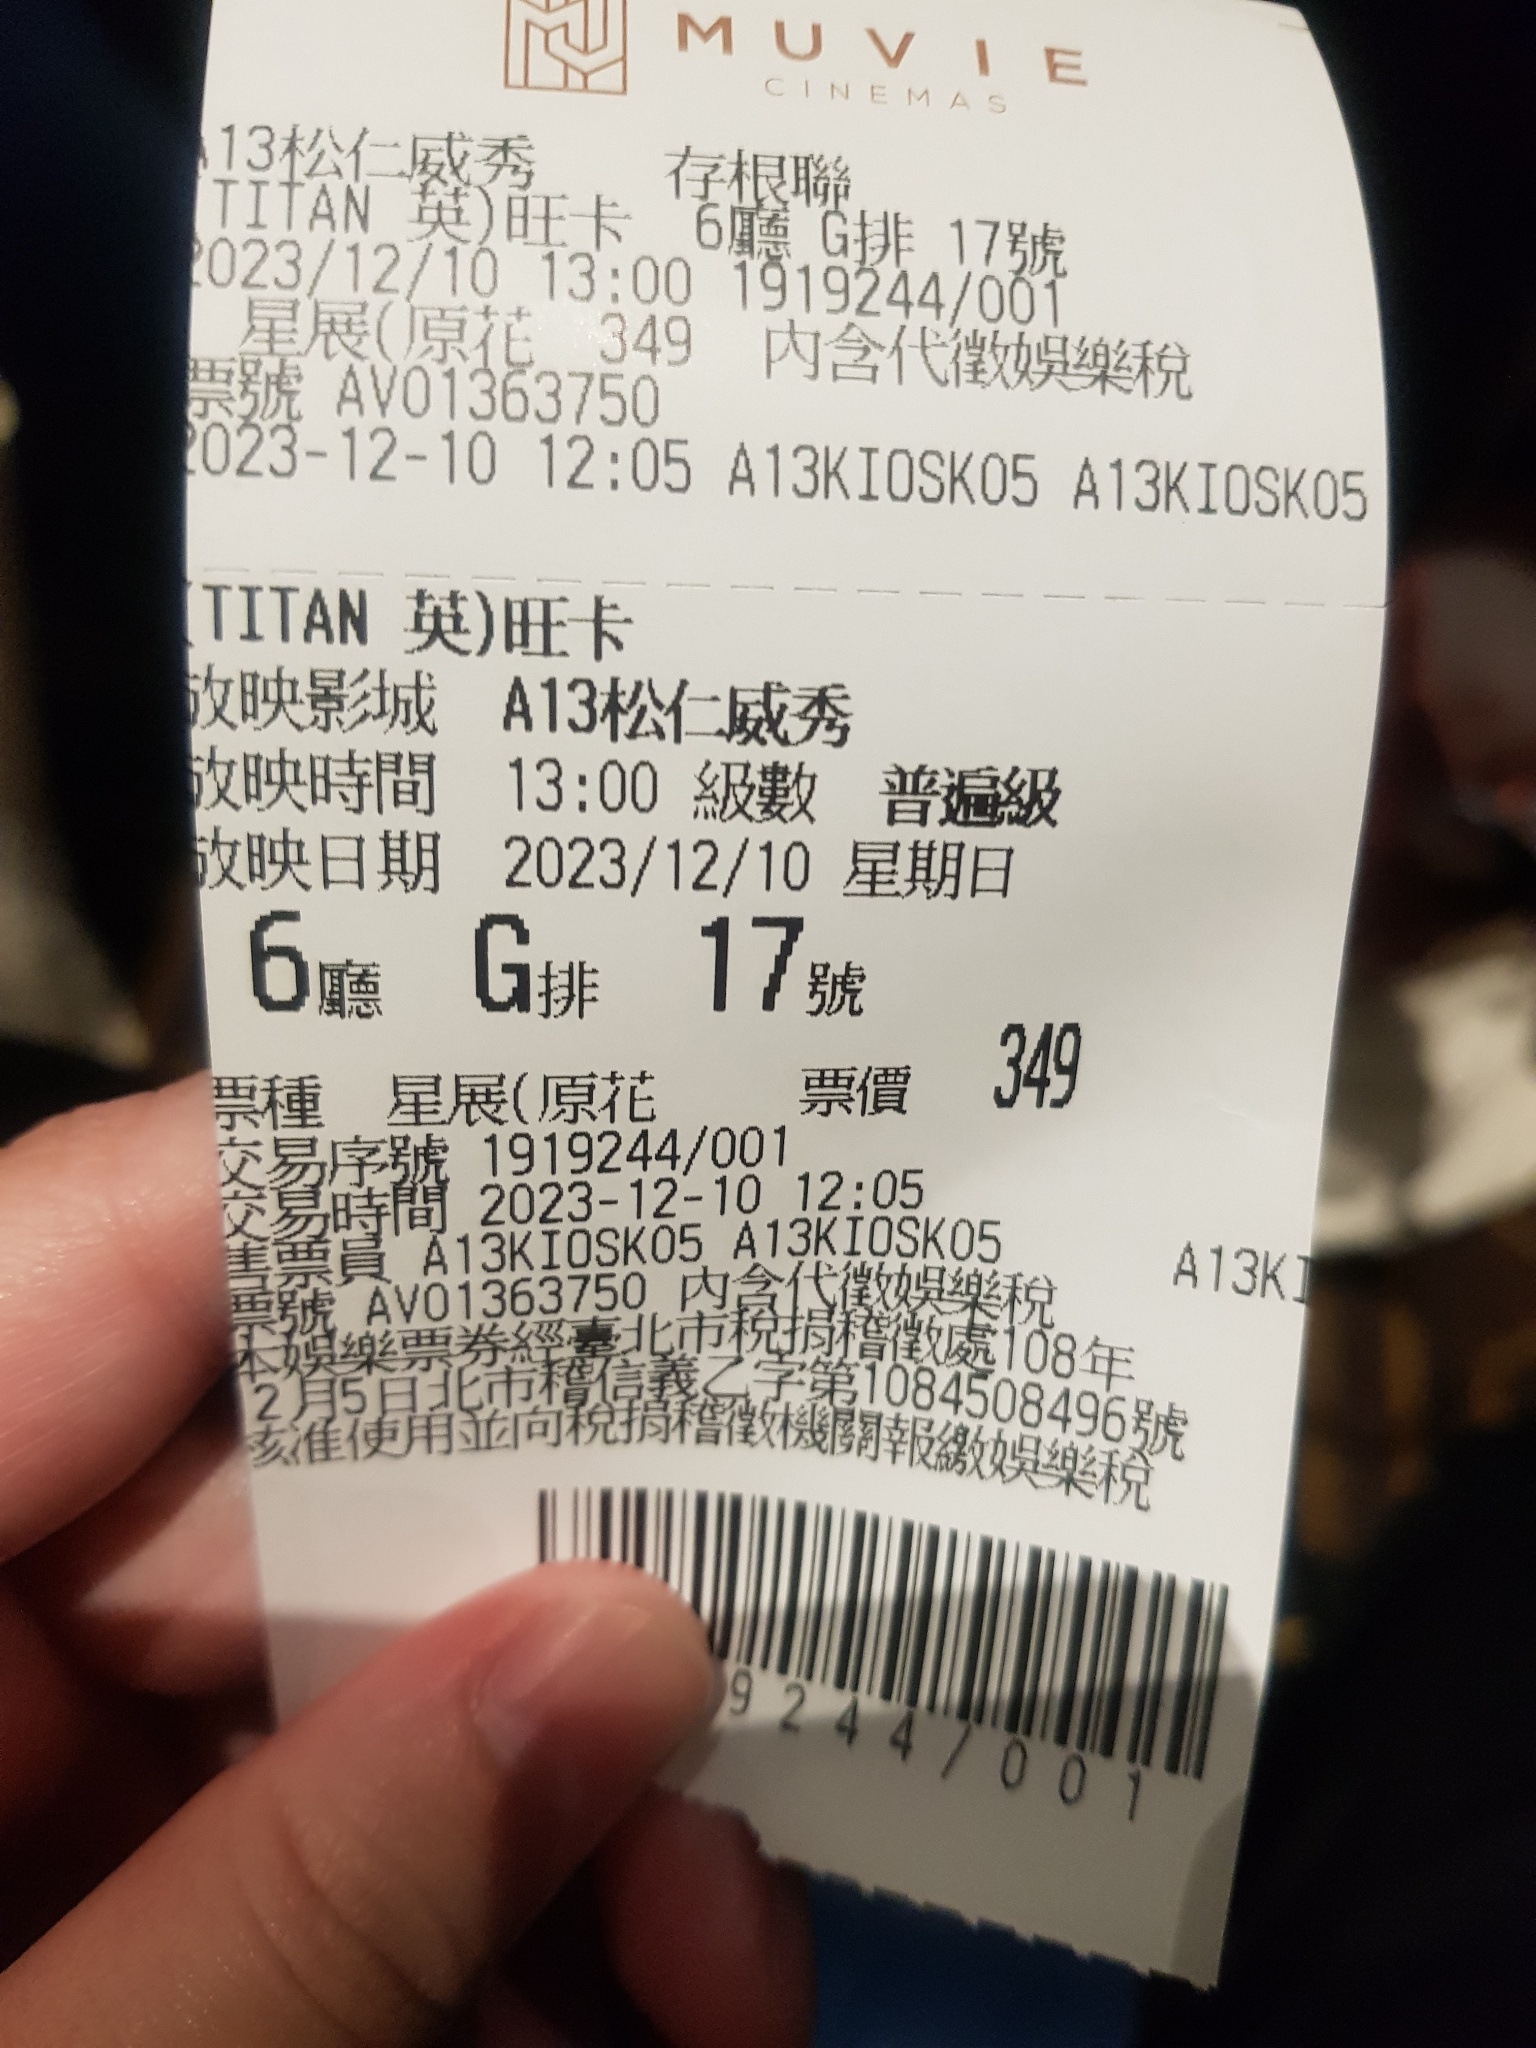 MUVIE
CINEMAS
A13松仁威秀 存根聯
(TITAN 英)旺卡 6廳 G排 17號
2023/12/10 13:00 1919244/001
星展(原花 349 內含代徵娛樂稅
票號 AV01363750
2023-12-10 12:05 A13KIOSK05 A13KIOSK05
(TITAN 英)旺卡
放映影城 A13松仁威秀
放映時間 13:00 級數 普遍級
放映日期 2023/12/10 星期日
6廳 G排 17號
票種 星展(原花 票價 349
交易序號 1919244/001
交易時間 2023-12-10 12:05
售票員 A13KIOSK05 A13KIOSK05 A13KI
票號 AV01363750 內含代徵娛樂稅
本娛樂票券經臺北市稅捐稽徵處108年
2月5日北市稽信義乙字第1084508496號
核准使用並向稅捐稽徵機關報繳娛樂稅
9244/001